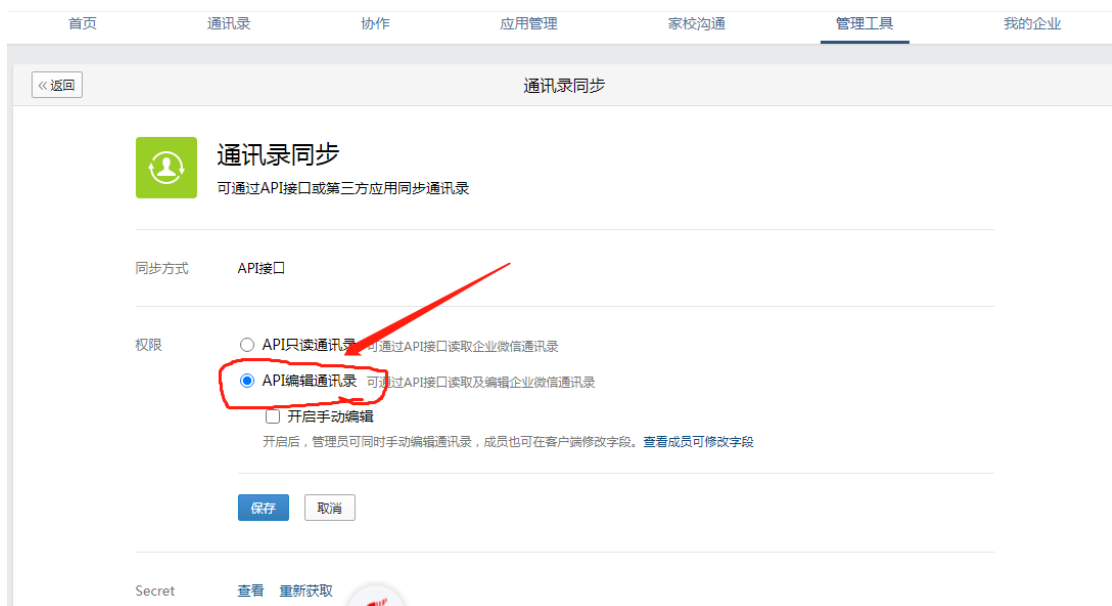 首页 通讯录 协作 应用管理 家校沟通 管理工具 我的企业
«返回 通讯录同步
通讯录同步
可通过API接口或第三方应用同步通讯录
同步方式 API接口
权限 API只读通讯录 可通过API接口读取企业微信通讯录
API编辑通讯录 可通过API接口读取及编辑企业微信通讯录
开启手动编辑
开启后，管理员可同时手动编辑通讯录，成员也可在客户端修改字段。查看成员可修改字段
保存 取消
Secret 查看 重新获取